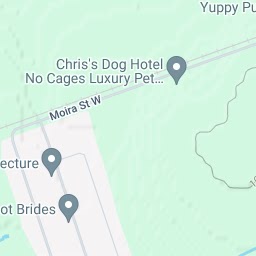 Yuppy Pu
Chris's Dog Hotel
No Cages Luxury Pet...
Moira St W
ecture
ot Brides